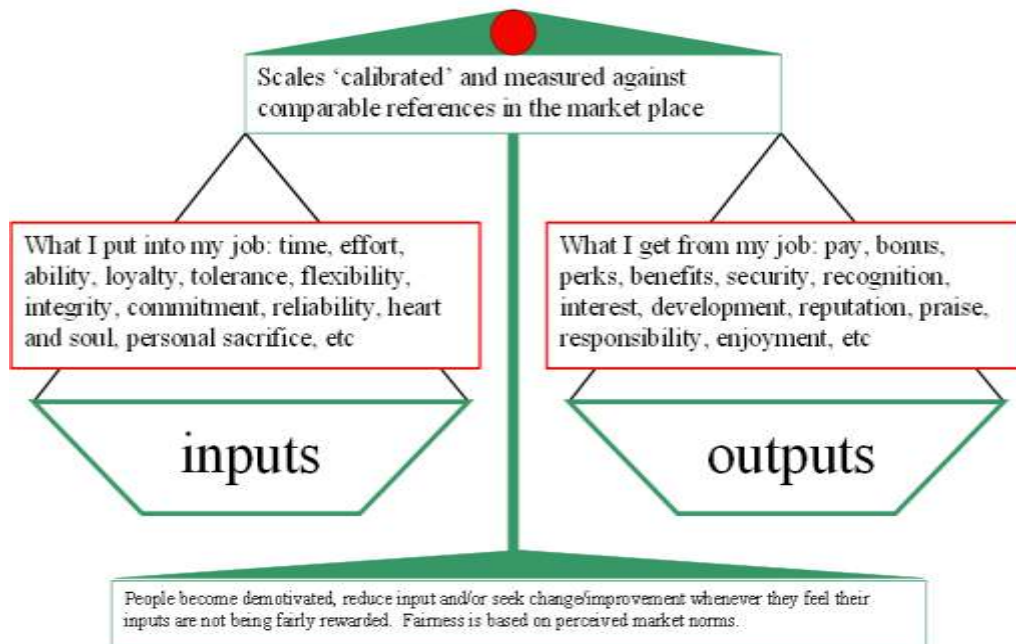 Scales ‘calibrated’ and measured against
comparable references in the market place
What I put into my job: time, effort,
ability, loyalty, tolerance, flexibility,
integrity, commitment, reliability, heart
and soul, personal sacrifice, etc
What I get from my job: pay, bonus,
perks, benefits, security, recognition,
interest, development, reputation, praise,
responsibility, enjoyment, etc
inputs
outputs
People become demotivated, reduce input and/or seek change/improvement whenever they feel their
inputs are not being fairly rewarded.  Fairness is based on perceived market norms.